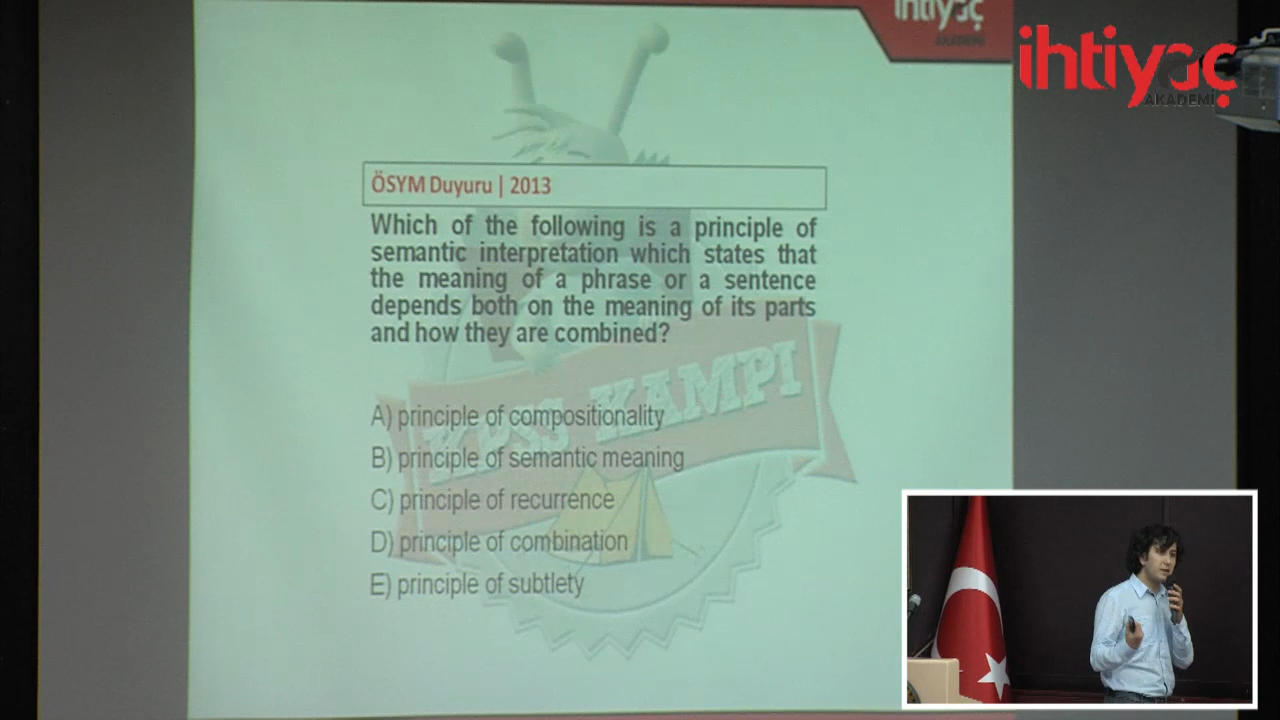 ihtiyaç
AKADEMİ
ihtiyaç
AKADEMİ
ÖSYM Duyuru | 2013
Which of the following is a principle of
semantic interpretation which states that
the meaning of a phrase or a sentence
depends both on the meaning of its parts
and how they are combined?
KPSS KAMPI
A) principle of compositionality
B) principle of semantic meaning
C) principle of recurrence
D) principle of combination
E) principle of subtlety